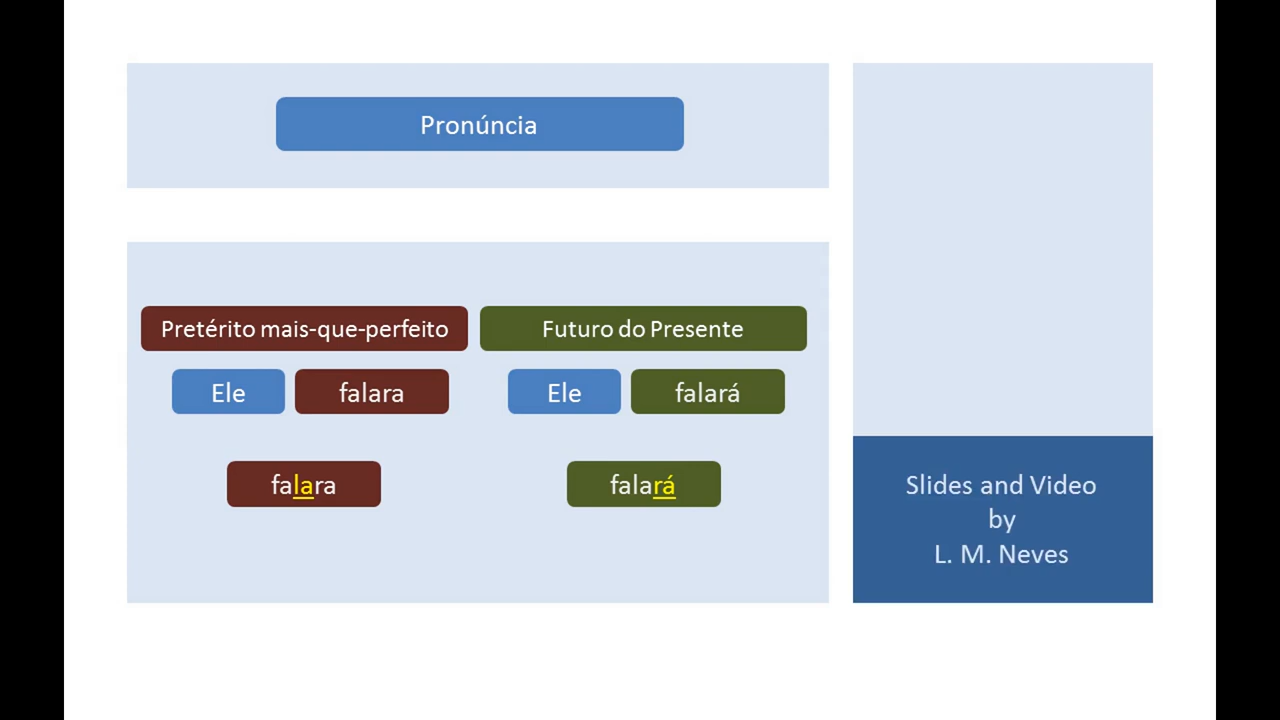 Pronúncia
Pretérito mais-que-perfeito
Futuro do Presente
Ele falara
Ele falará
falara
falará
Slides and Video
by
L. M. Neves